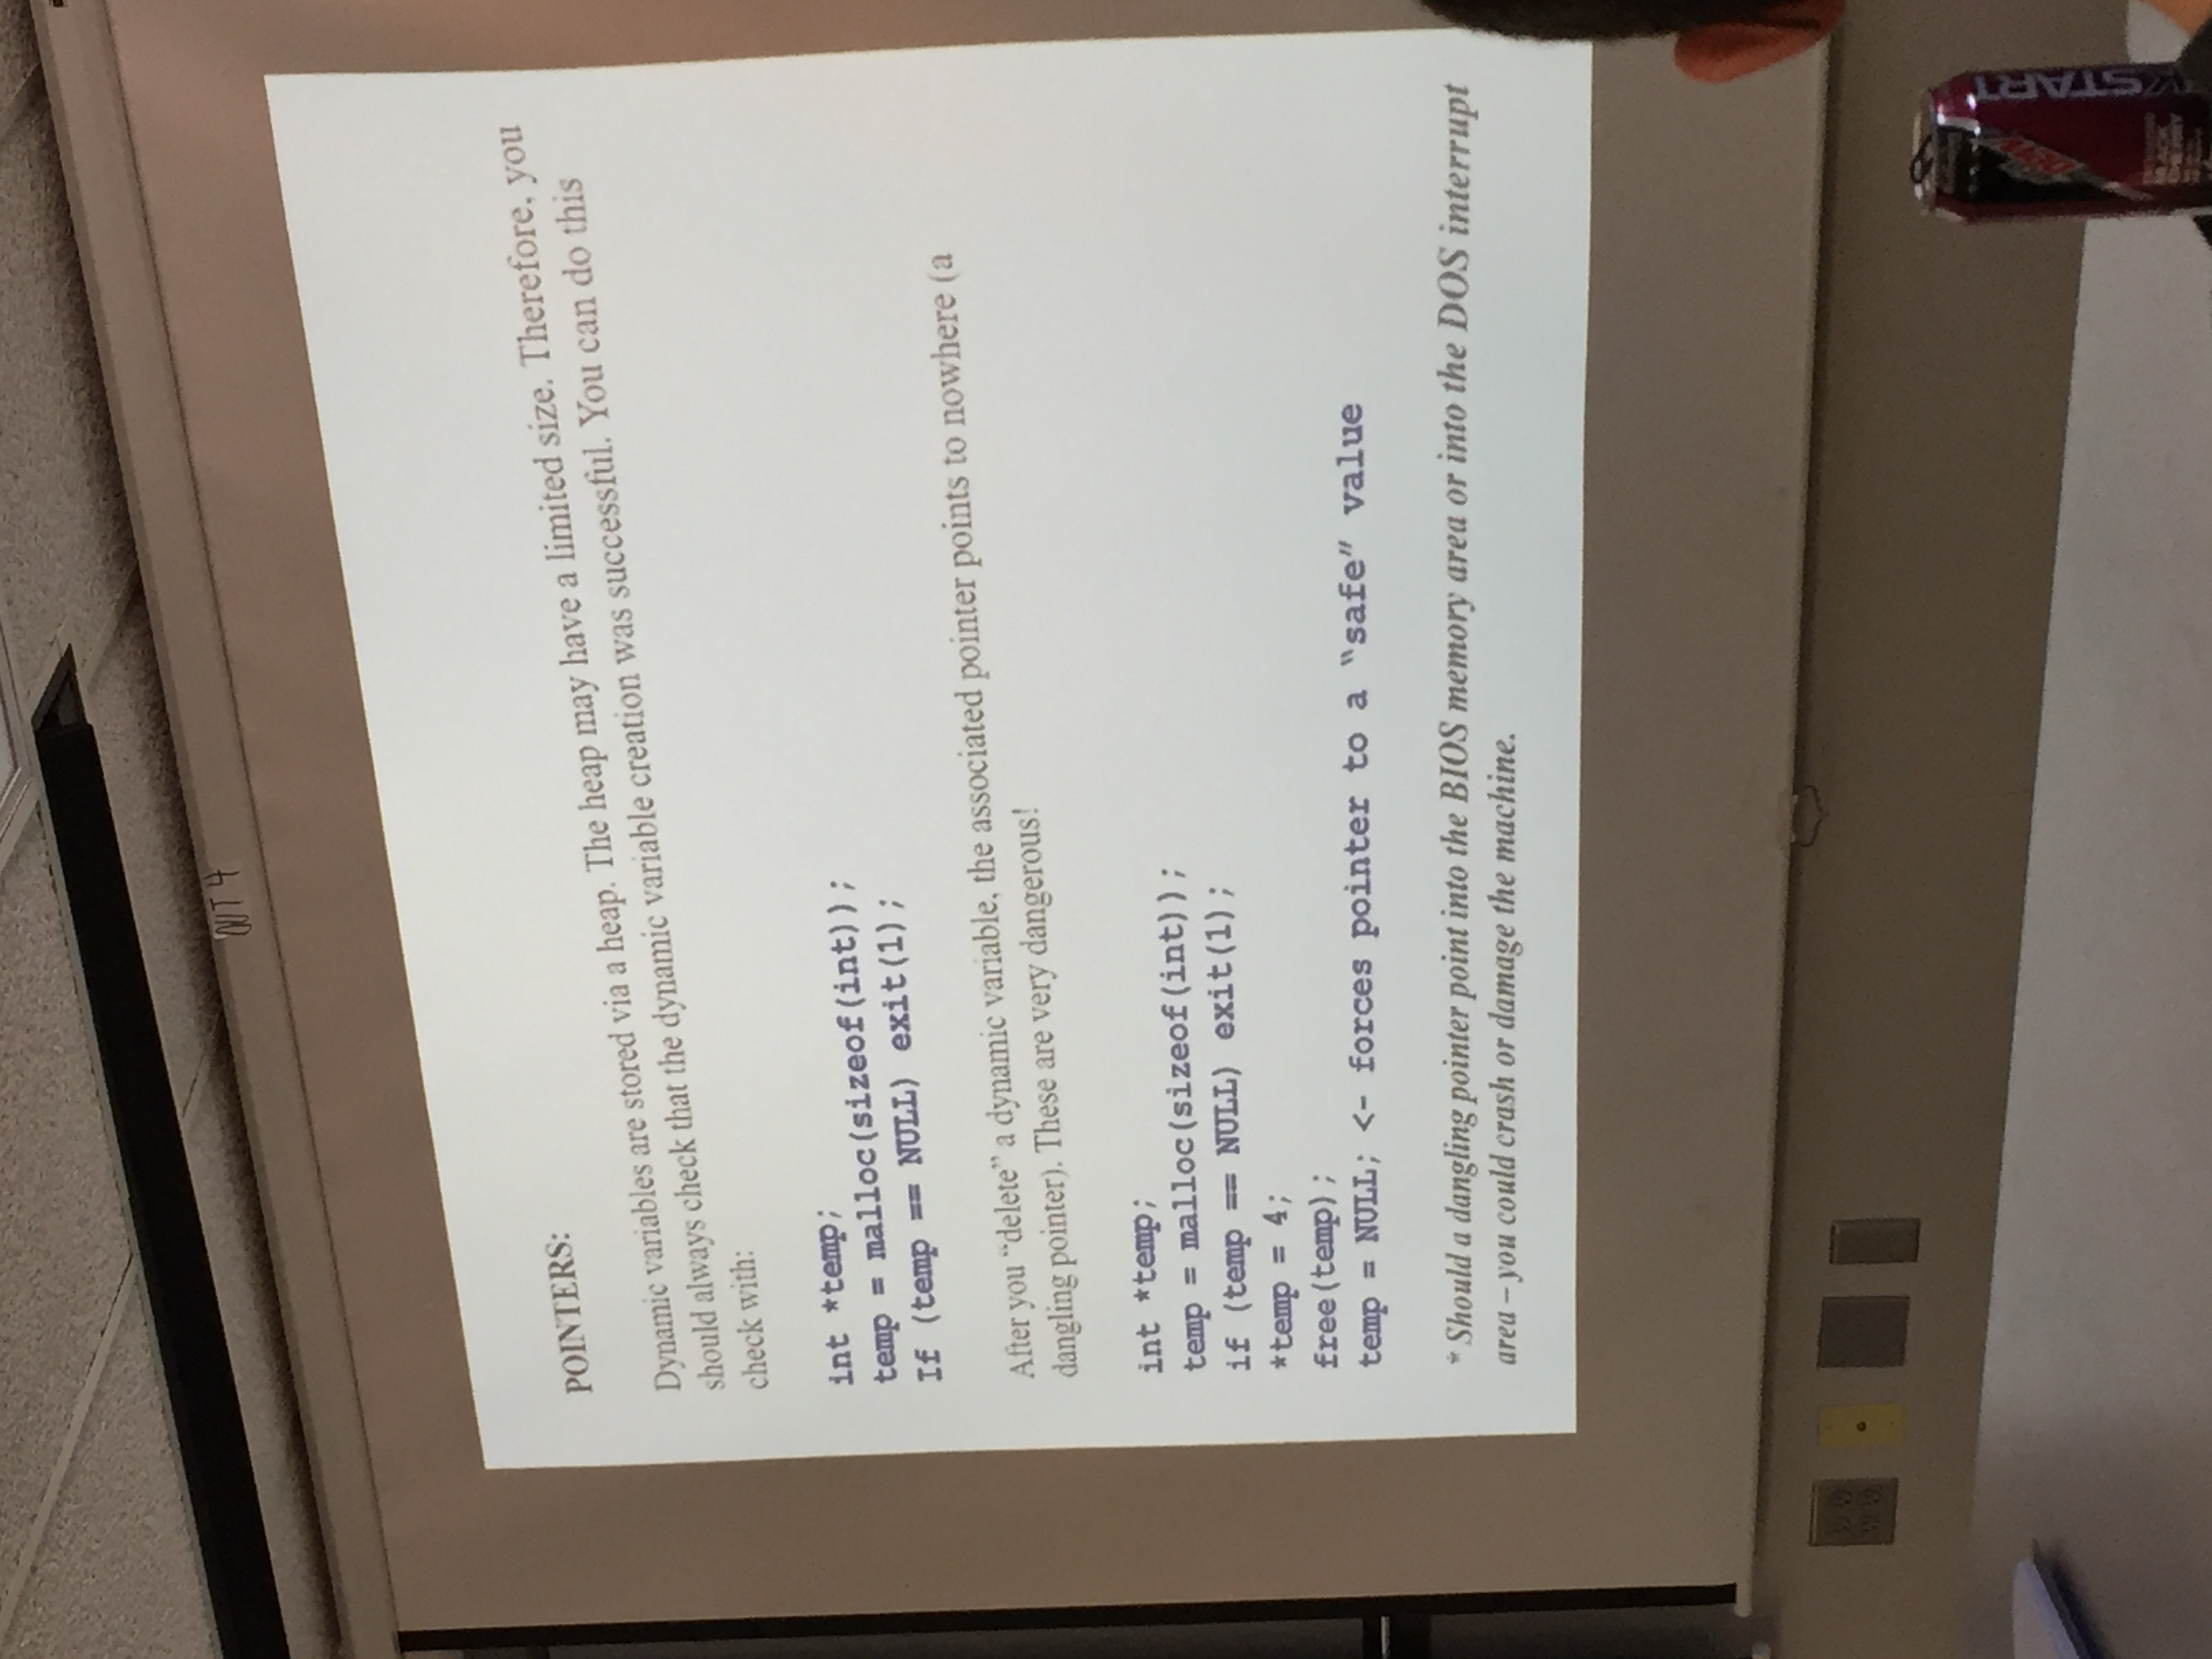 OUT 4
POINTERS:
Dynamic variables are stored via a heap. The heap may have a limited size. Therefore, you
should always check that the dynamic variable creation was successful. You can do this
check with:
int *temp;
temp = malloc(sizeof(int));
If (temp == NULL) exit(1);
After you “delete” a dynamic variable, the associated pointer points to nowhere (a
dangling pointer). These are very dangerous!
int *temp;
temp = malloc(sizeof(int));
if (temp == NULL) exit(1);
*temp = 4;
free(temp);
temp = NULL; <- forces pointer to a “safe” value
* Should a dangling pointer point into the BIOS memory area or into the DOS interrupt
area – you could crash or damage the machine.
DEW
KSTART
BLACK
CHERRY